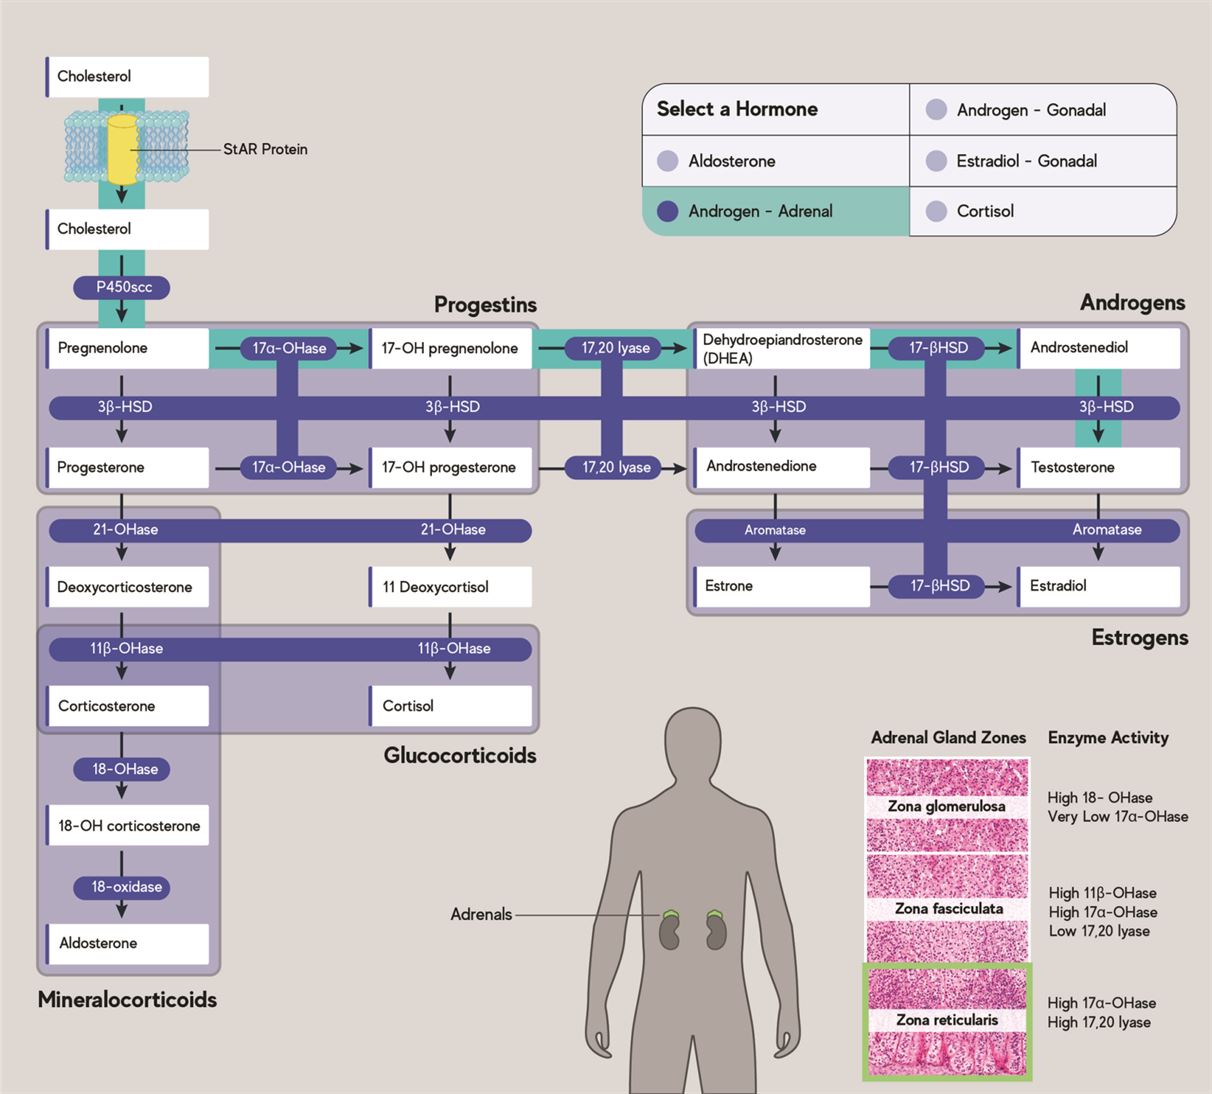 Cholesterol
StAR Protein
Cholesterol
P450scc
Select a Hormone
Androgen - Gonadal
Aldosterone
Estradiol - Gonadal
Androgen - Adrenal
Cortisol
Progestins
Androgens
Pregnenolone
17α-OHase
17-OH pregnenolone
17,20 lyase
Dehydroepiandrosterone
(DHEA)
17-βHSD
Androstenediol
3β-HSD
3β-HSD
3β-HSD
3β-HSD
Progesterone
17α-OHase
17-OH progesterone
17,20 lyase
Androstenedione
17-βHSD
Testosterone
21-OHase
21-OHase
Aromatase
Aromatase
Deoxycorticosterone
11 Deoxycortisol
Estrone
17-βHSD
Estradiol
Estrogens
11β-OHase
11β-OHase
Corticosterone
Cortisol
Glucocorticoids
18-OHase
18-OH corticosterone
18-oxidase
Aldosterone
Mineralocorticoids
Adrenals
Adrenal Gland Zones
Enzyme Activity
Zona glomerulosa
High 18- OHase
Very Low 17α-OHase
Zona fasciculata
High 11β-OHase
High 17α-OHase
Low 17,20 lyase
Zona reticularis
High 17α-OHase
High 17,20 lyase